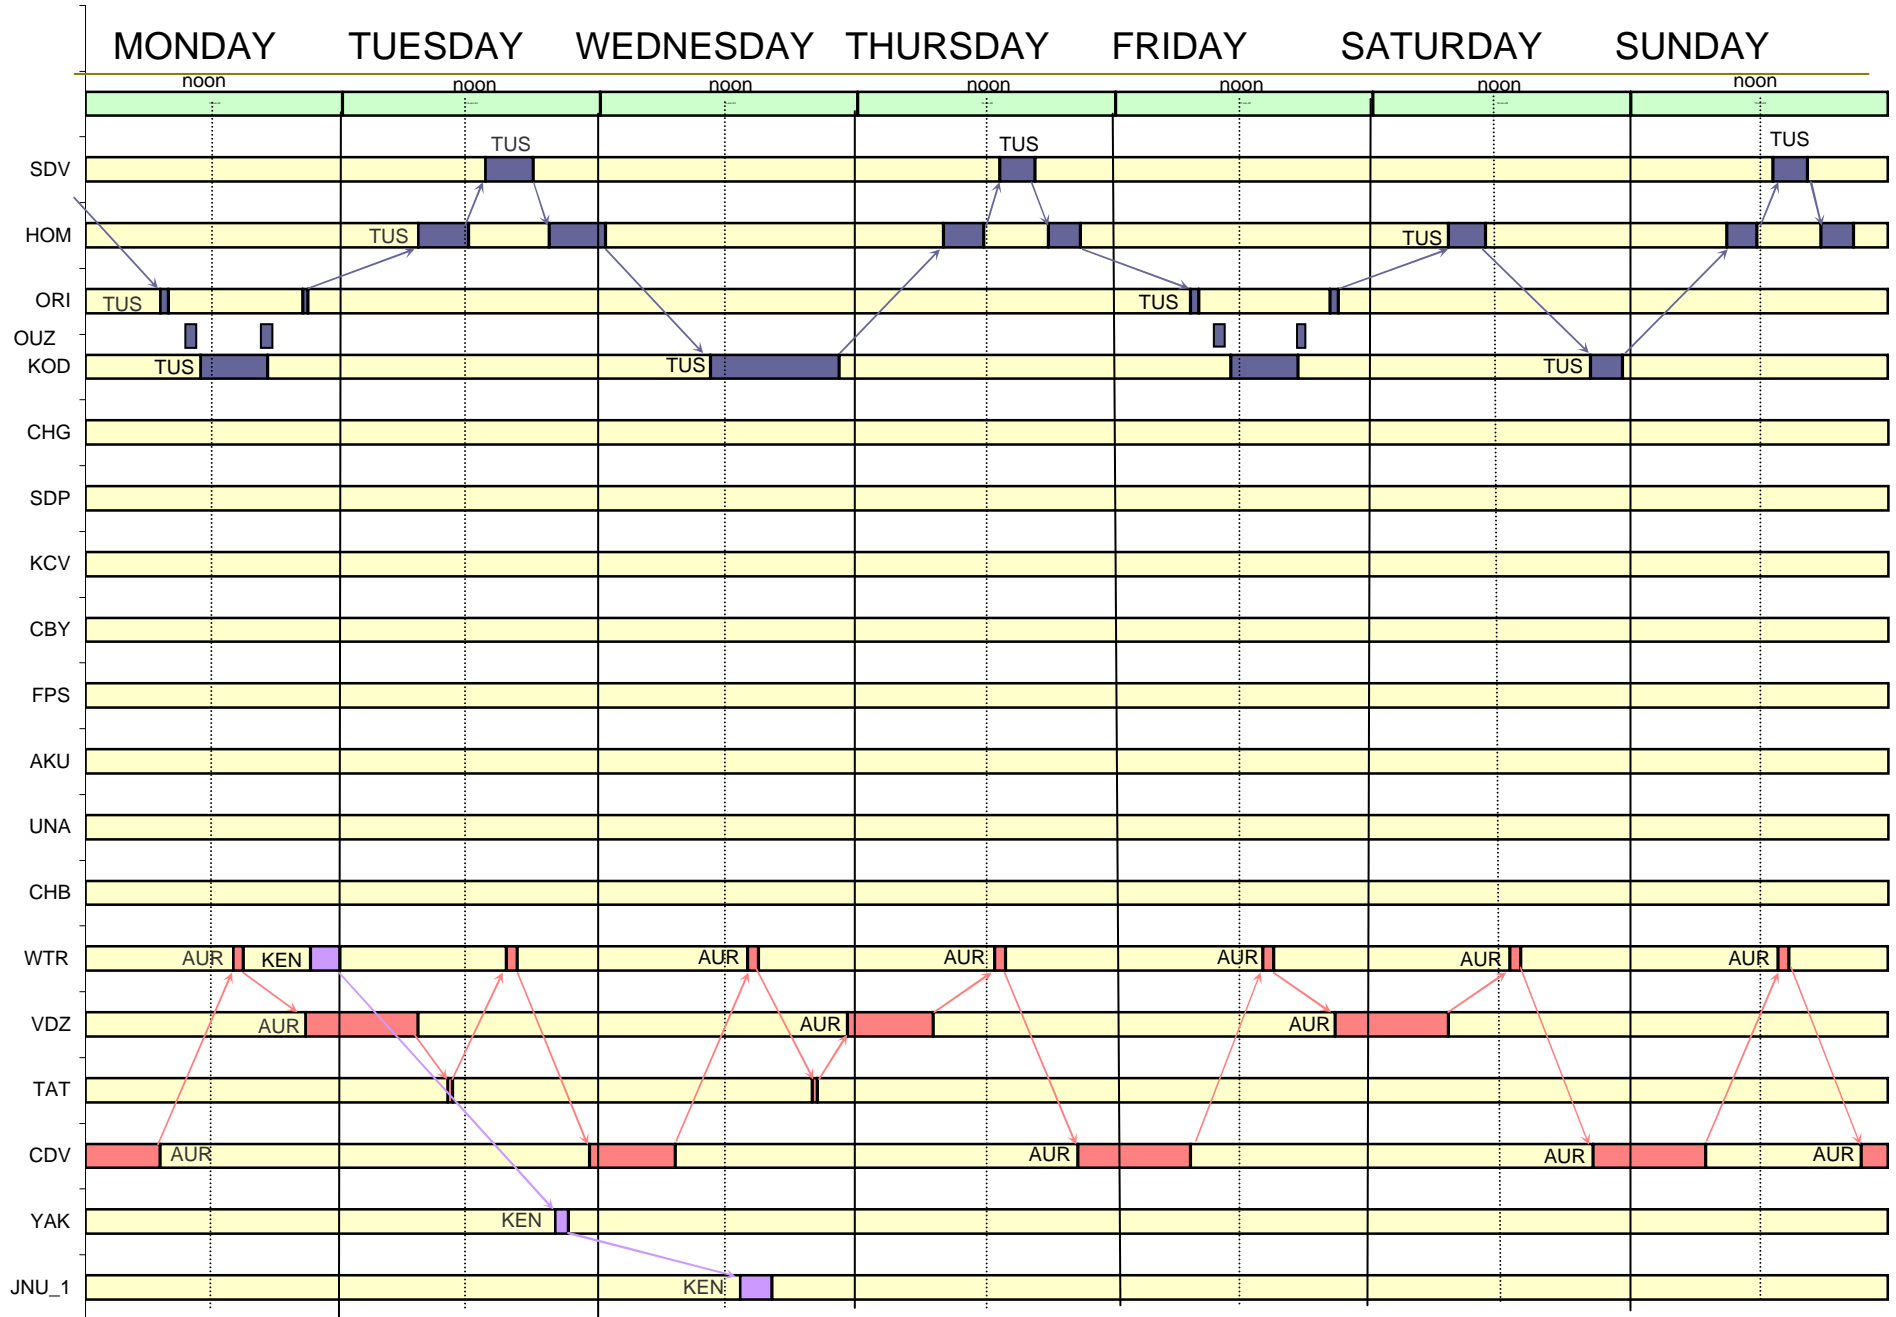 MONDAY TUESDAY WEDNESDAY THURSDAY FRIDAY SATURDAY SUNDAY
noon noon noon noon noon noon noon
TUS TUS TUS
SDV
HOM TUS TUS
ORI TUS TUS
OUZ
KOD TUS TUS TUS
CHG
SDP
KCV
CBY
FPS
AKU
UNA
CHB
WTR AUR KEN AUR AUR AUR AUR AUR
VDZ AUR AUR AUR
TAT
CDV AUR AUR AUR AUR
YAK KEN
JNU_1 KEN